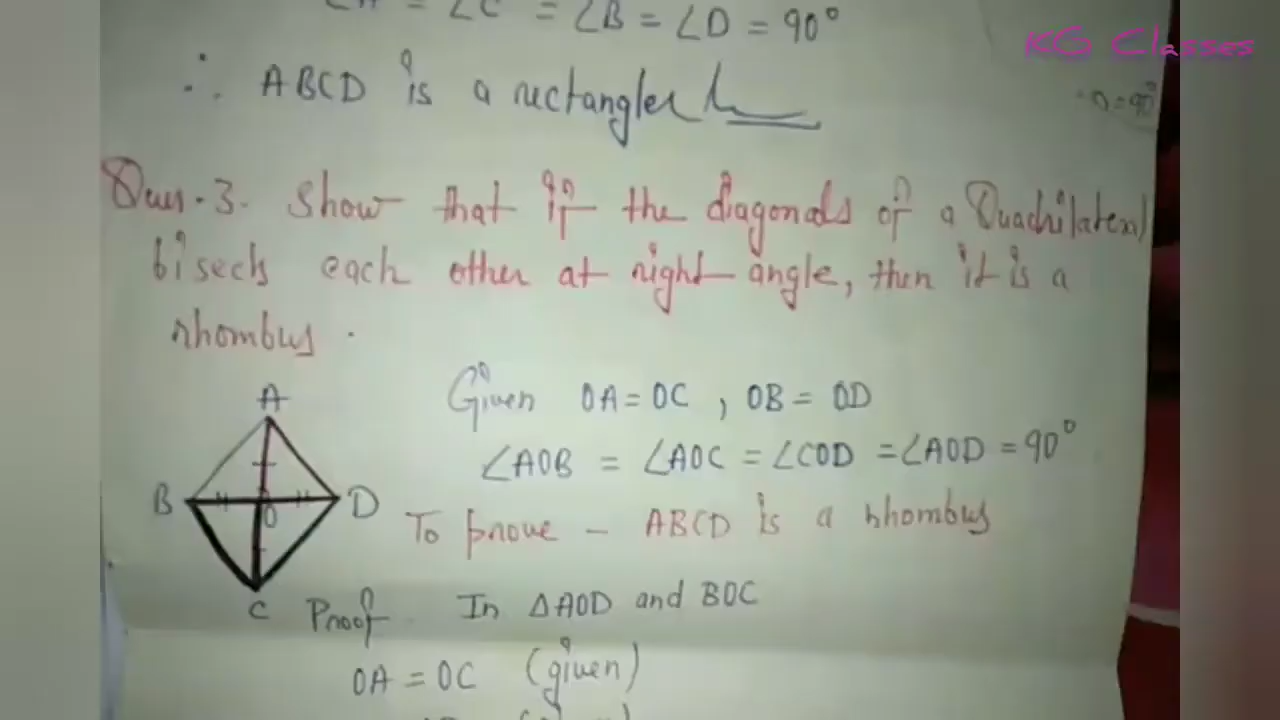 ∠C = ∠B = ∠D = 90°
KG Classes
∴ ABCD is a rectangler
Ques.3. Show that if the diagonals of a Quadrilateral
bisects each other at right angle, then it is a
rhombus.
A
Given OA = OC , OB = OD
∠AOB = ∠AOC = ∠COD = ∠AOD = 90°
B
O
D
To prove - ABCD is a rhombus
C
Proof - In ΔAOD and BOC
OA = OC (given)